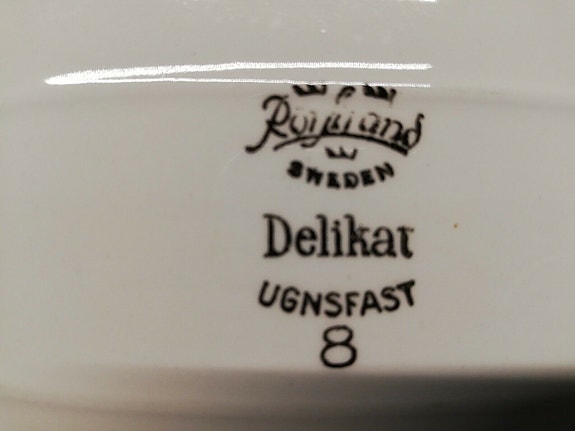 Rörstrand
SWEDEN
Delikat
UGNSFAST
8